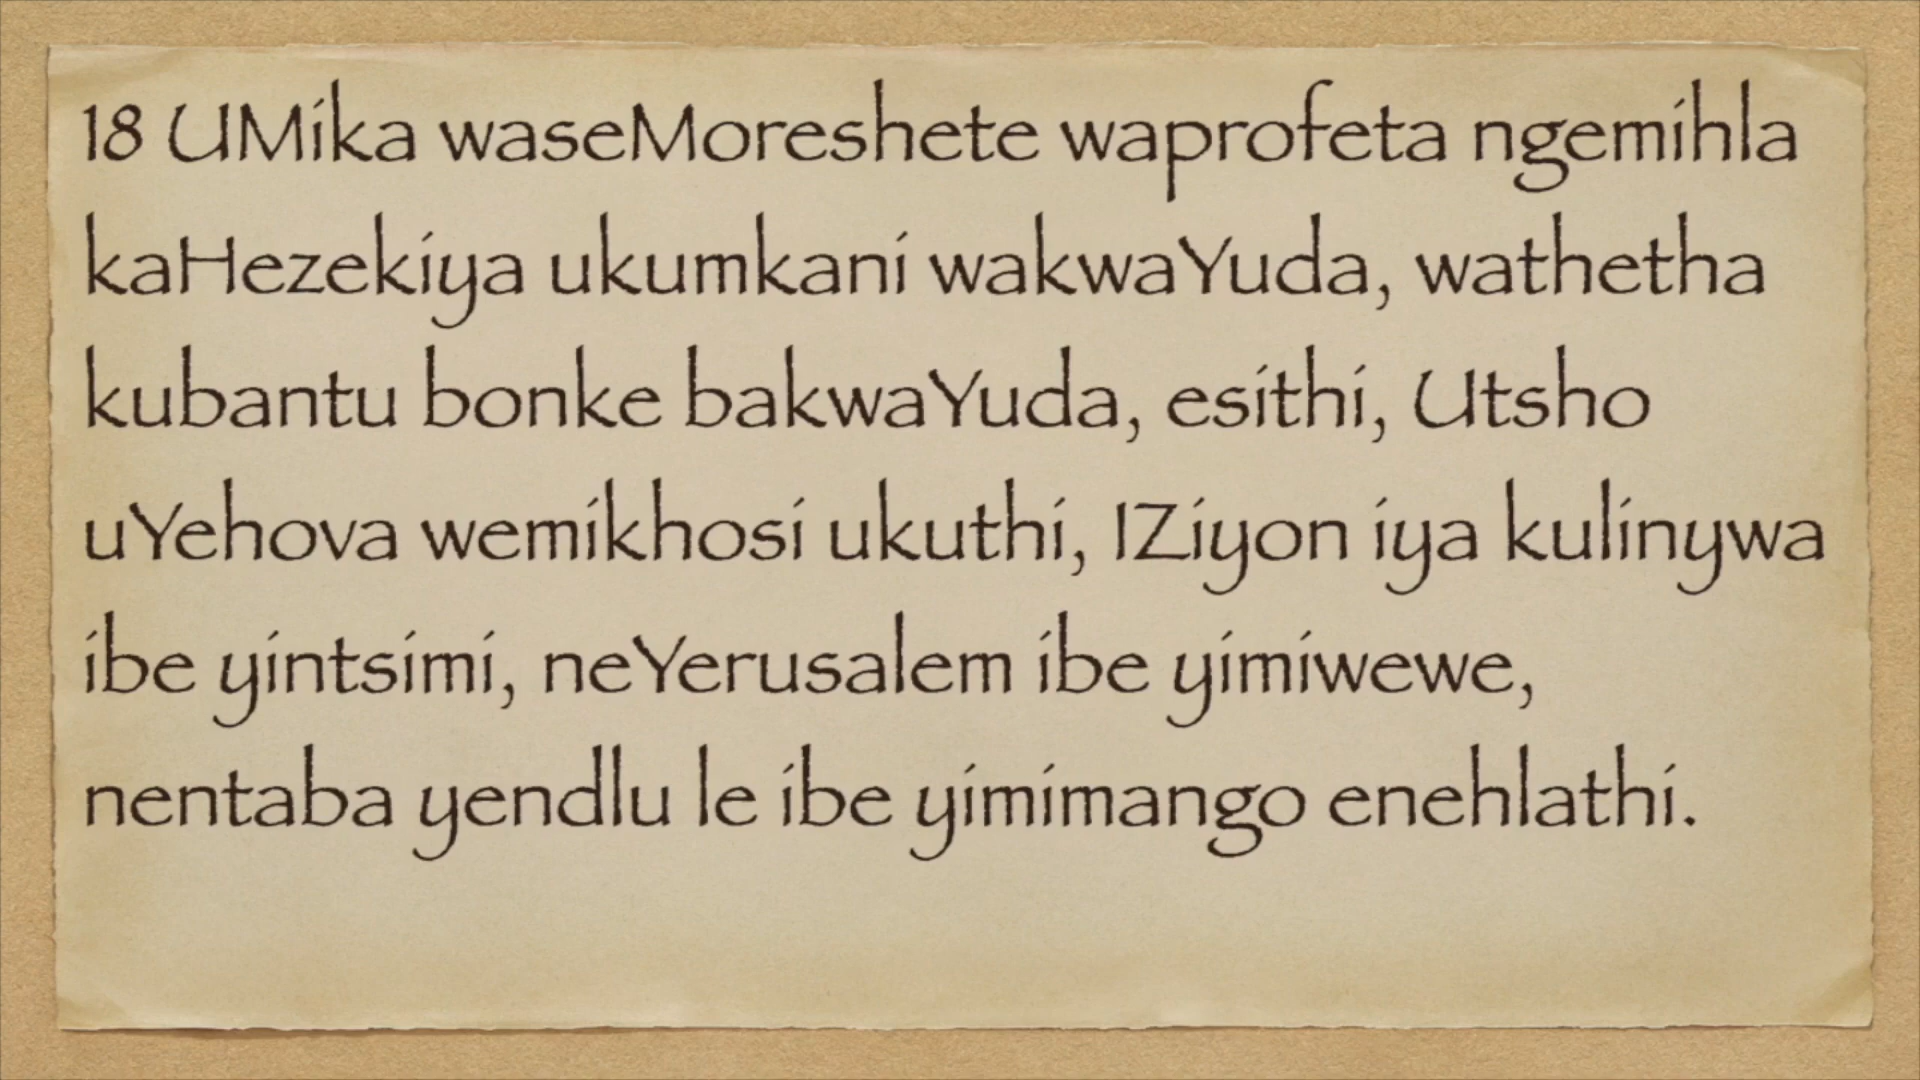 18 UMika waseMoreshete waprofeta ngemihla
kaHezekiya ukumkani wakwaYuda, wathetha
kubantu bonke bakwaYuda, esithi, Utsho
uYehova wemikhosi ukuthi, IZiyon iya kulinywa
ibe yintsimi, neYerusalem ibe yimiwewe,
nentaba yendlu le ibe yimimango enehlathi.